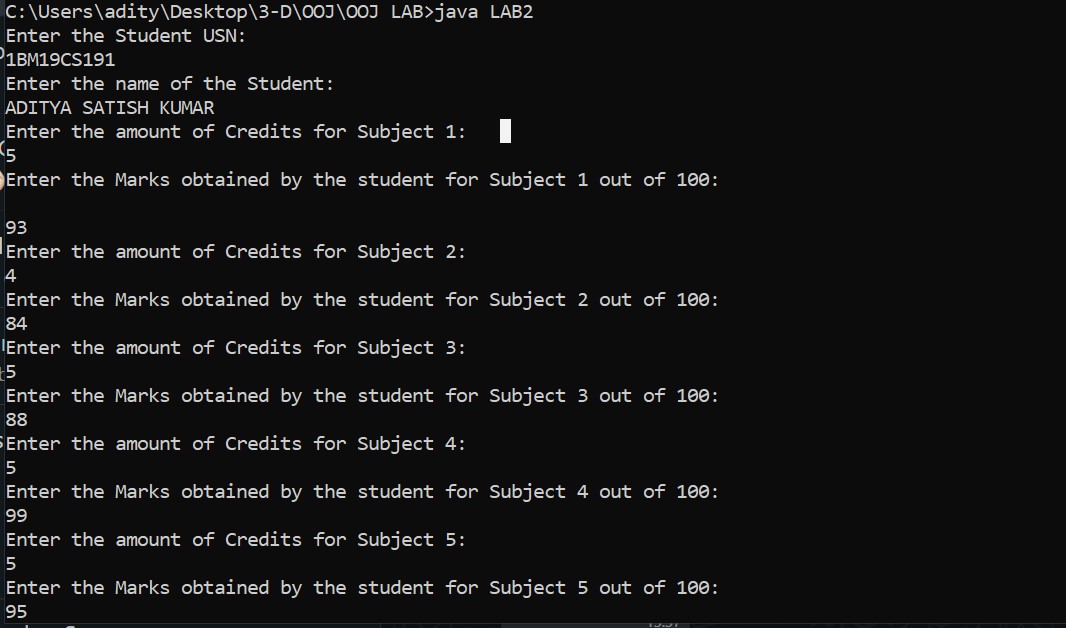 C:\Users\adity\Desktop\3-D\OOJ\OOJ LAB>java LAB2
Enter the Student USN:
1BM19CS191
Enter the name of the Student:
ADITYA SATISH KUMAR
Enter the amount of Credits for Subject 1:
5
Enter the Marks obtained by the student for Subject 1 out of 100:
93
Enter the amount of Credits for Subject 2:
4
Enter the Marks obtained by the student for Subject 2 out of 100:
84
Enter the amount of Credits for Subject 3:
5
Enter the Marks obtained by the student for Subject 3 out of 100:
88
Enter the amount of Credits for Subject 4:
5
Enter the Marks obtained by the student for Subject 4 out of 100:
99
Enter the amount of Credits for Subject 5:
5
Enter the Marks obtained by the student for Subject 5 out of 100:
95